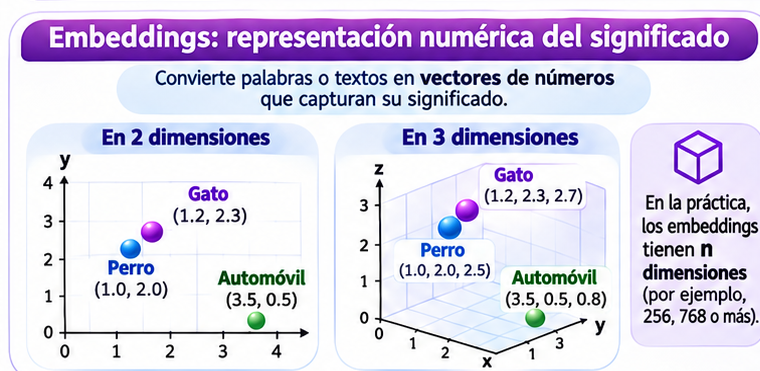 Embeddings: representación numérica del significado
Convierte palabras o textos en vectores de números
que capturan su significado.
En 2 dimensiones
y
4
3
2
1
0
0
1
2
3
4
Gato
(1.2, 2.3)
Perro
(1.0, 2.0)
Automóvil
(3.5, 0.5)
En 3 dimensiones
z
3
2
1
0
0
1
2
x
1
3
y
Gato
(1.2, 2.3, 2.7)
Perro
(1.0, 2.0, 2.5)
Automóvil
(3.5, 0.5, 0.8)
En la práctica,
los embeddings
tienen n
dimensiones
(por ejemplo,
256, 768 o más).